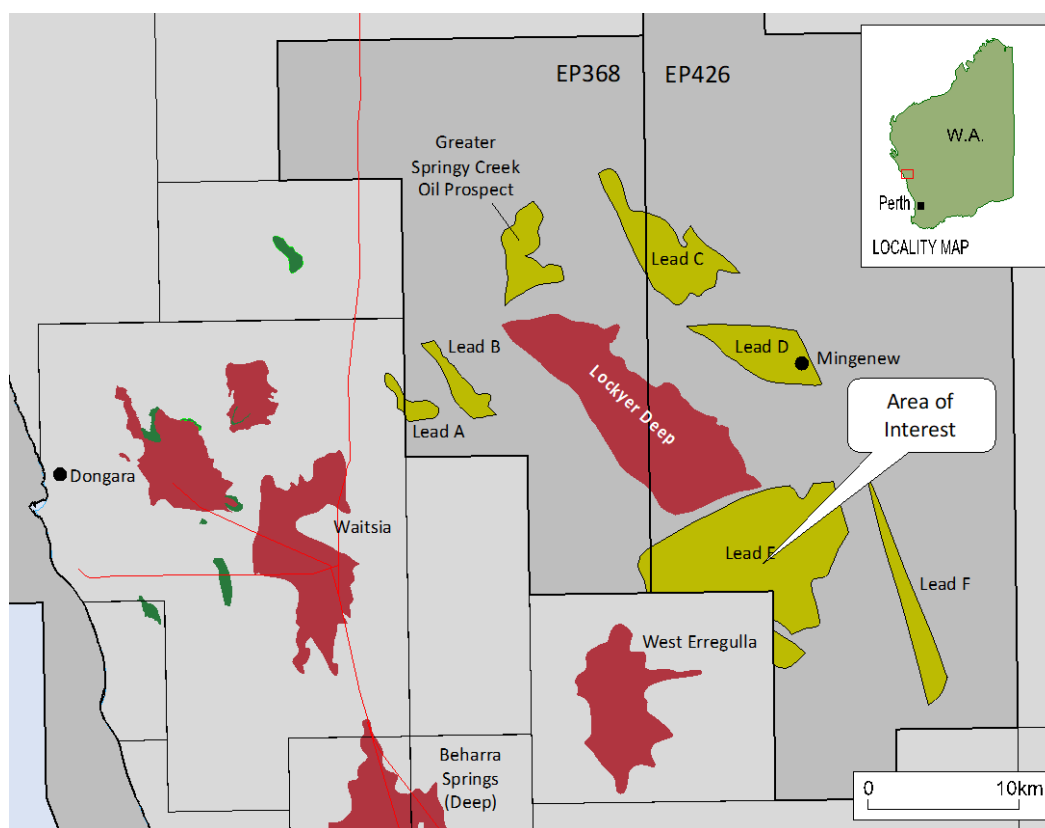 EP368
EP426
W.A.
Perth
LOCALITY MAP
Greater
Springy Creek
Oil Prospect
Lead C
Lead B
Lead D
Mingenew
Lead A
Lockyer Deep
Area of
Interest
Dongara
Waitsia
Lead E
Lead F
West Erregulla
Beharra
Springs
(Deep)
0
10km